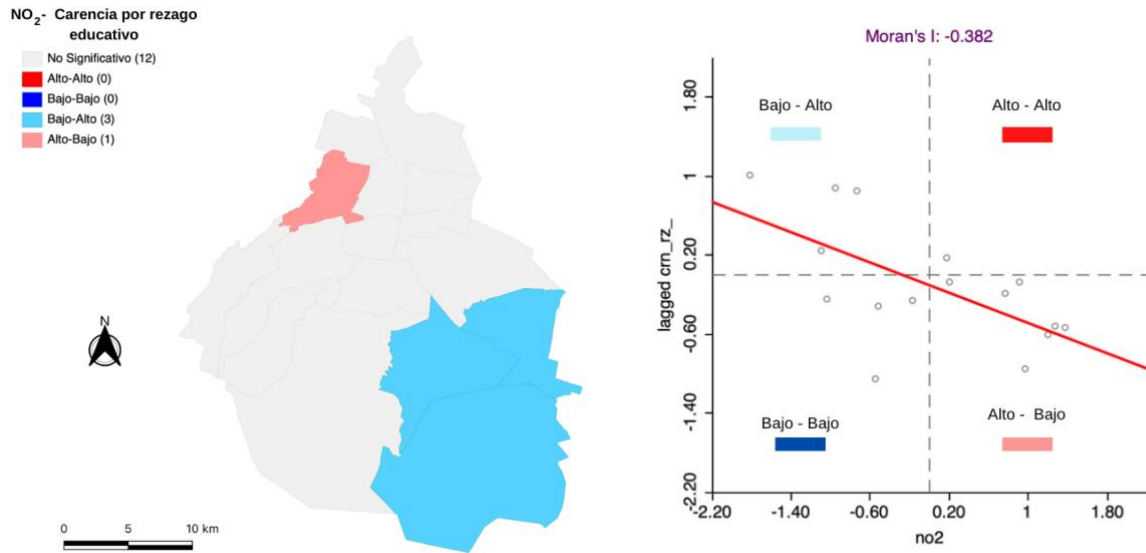 NO2- Carencia por rezago
educativo
No Significativo (12)
Alto-Alto (0)
Bajo-Bajo (0)
Bajo-Alto (3)
Alto-Bajo (1)
N
0 5 10 km
Moran's I: -0.382
Bajo - Alto
Alto - Alto
Bajo - Bajo
Alto - Bajo
lagged crn_rz_
1.80
1
0.20
-0.60
-1.40
-2.20
-2.20 -1.40 -0.60 0.20 1 1.80
no2